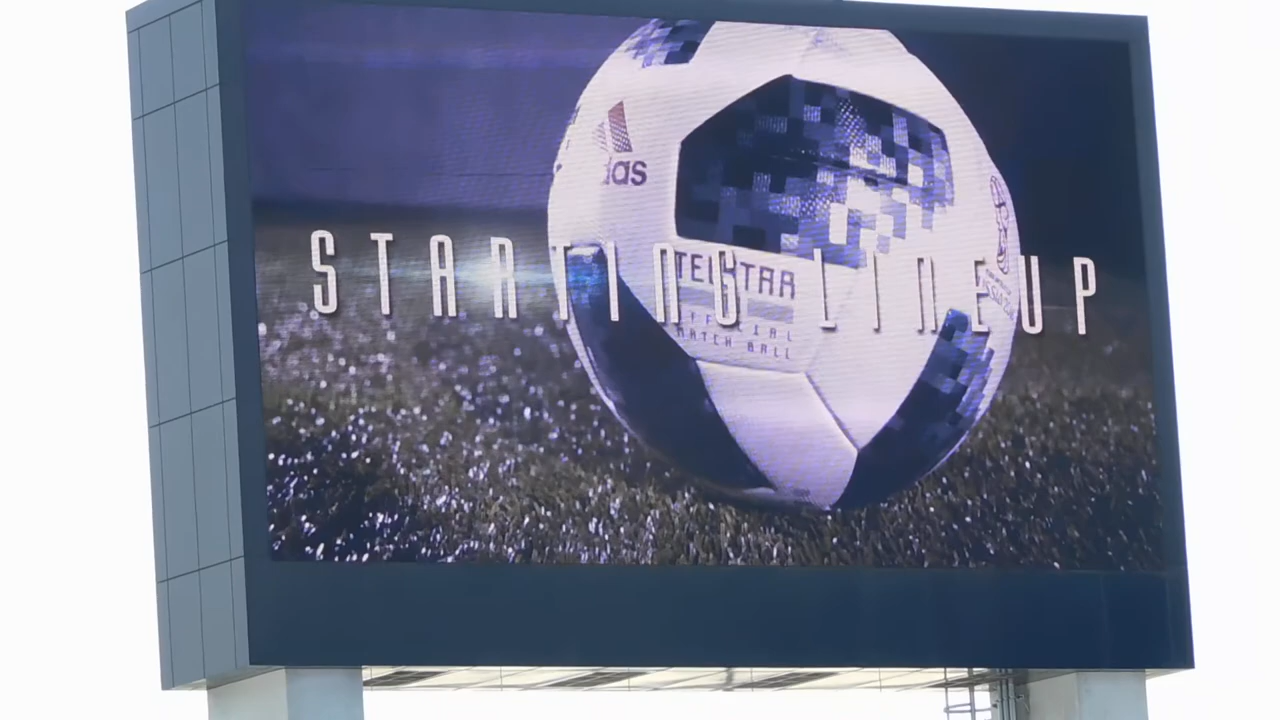 das
STARTING LINEUP
TELSTAR
OFFICIAL
MATCH BALL